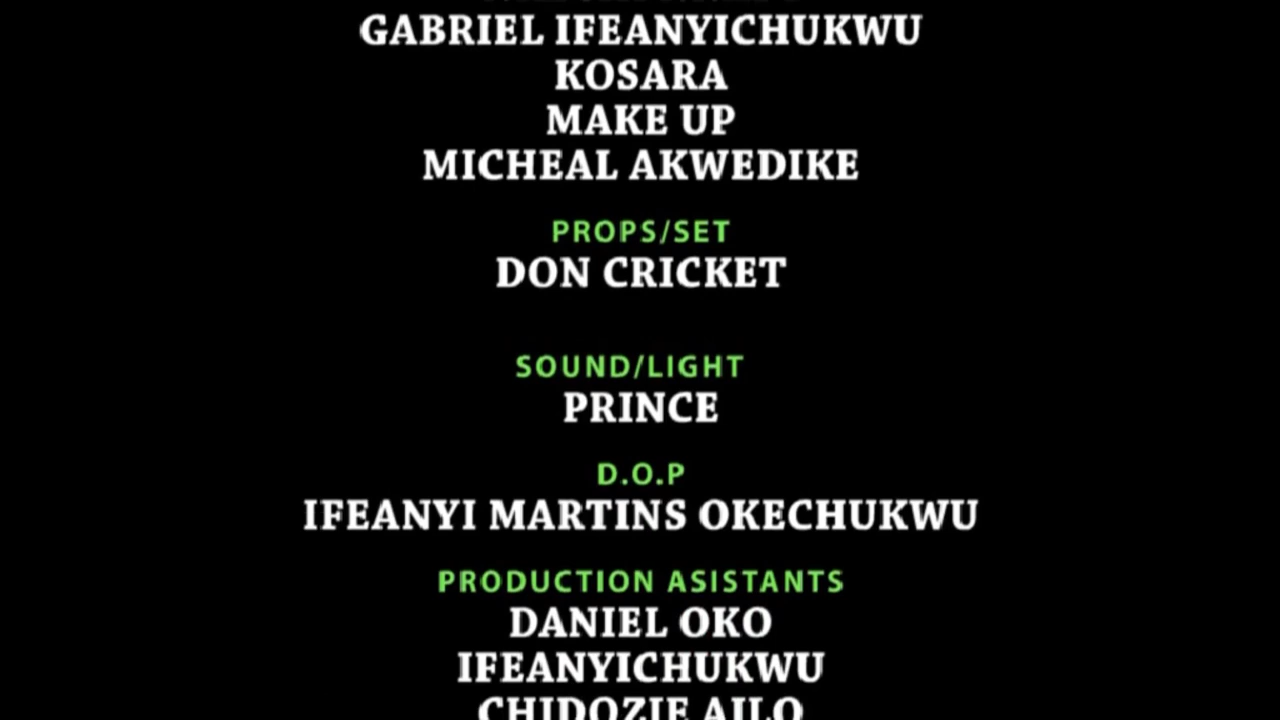 GABRIEL IFEANYICHUKWU
KOSARA
MAKE UP
MICHEAL AKWEDIKE
PROPS/SET
DON CRICKET
SOUND/LIGHT
PRINCE
D.O.P
IFEANYI MARTINS OKECHUKWU
PRODUCTION ASISTANTS
DANIEL OKO
IFEANYICHUKWU
CHIDOZIE